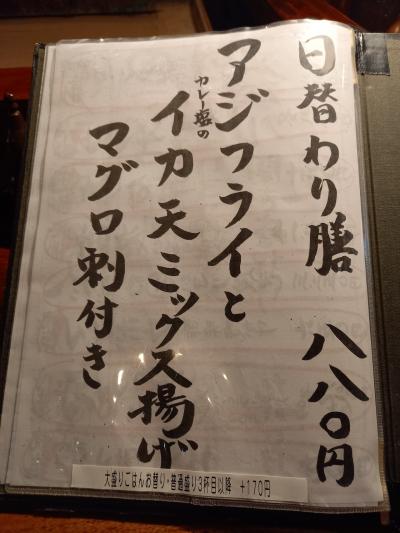 日替わり膳 八八〇円
アジフライと
カレー塩の
イカ天ミックス揚げ
マグロ刺付き
大盛りごはんお替り・普通盛り3杯目以降 +170円